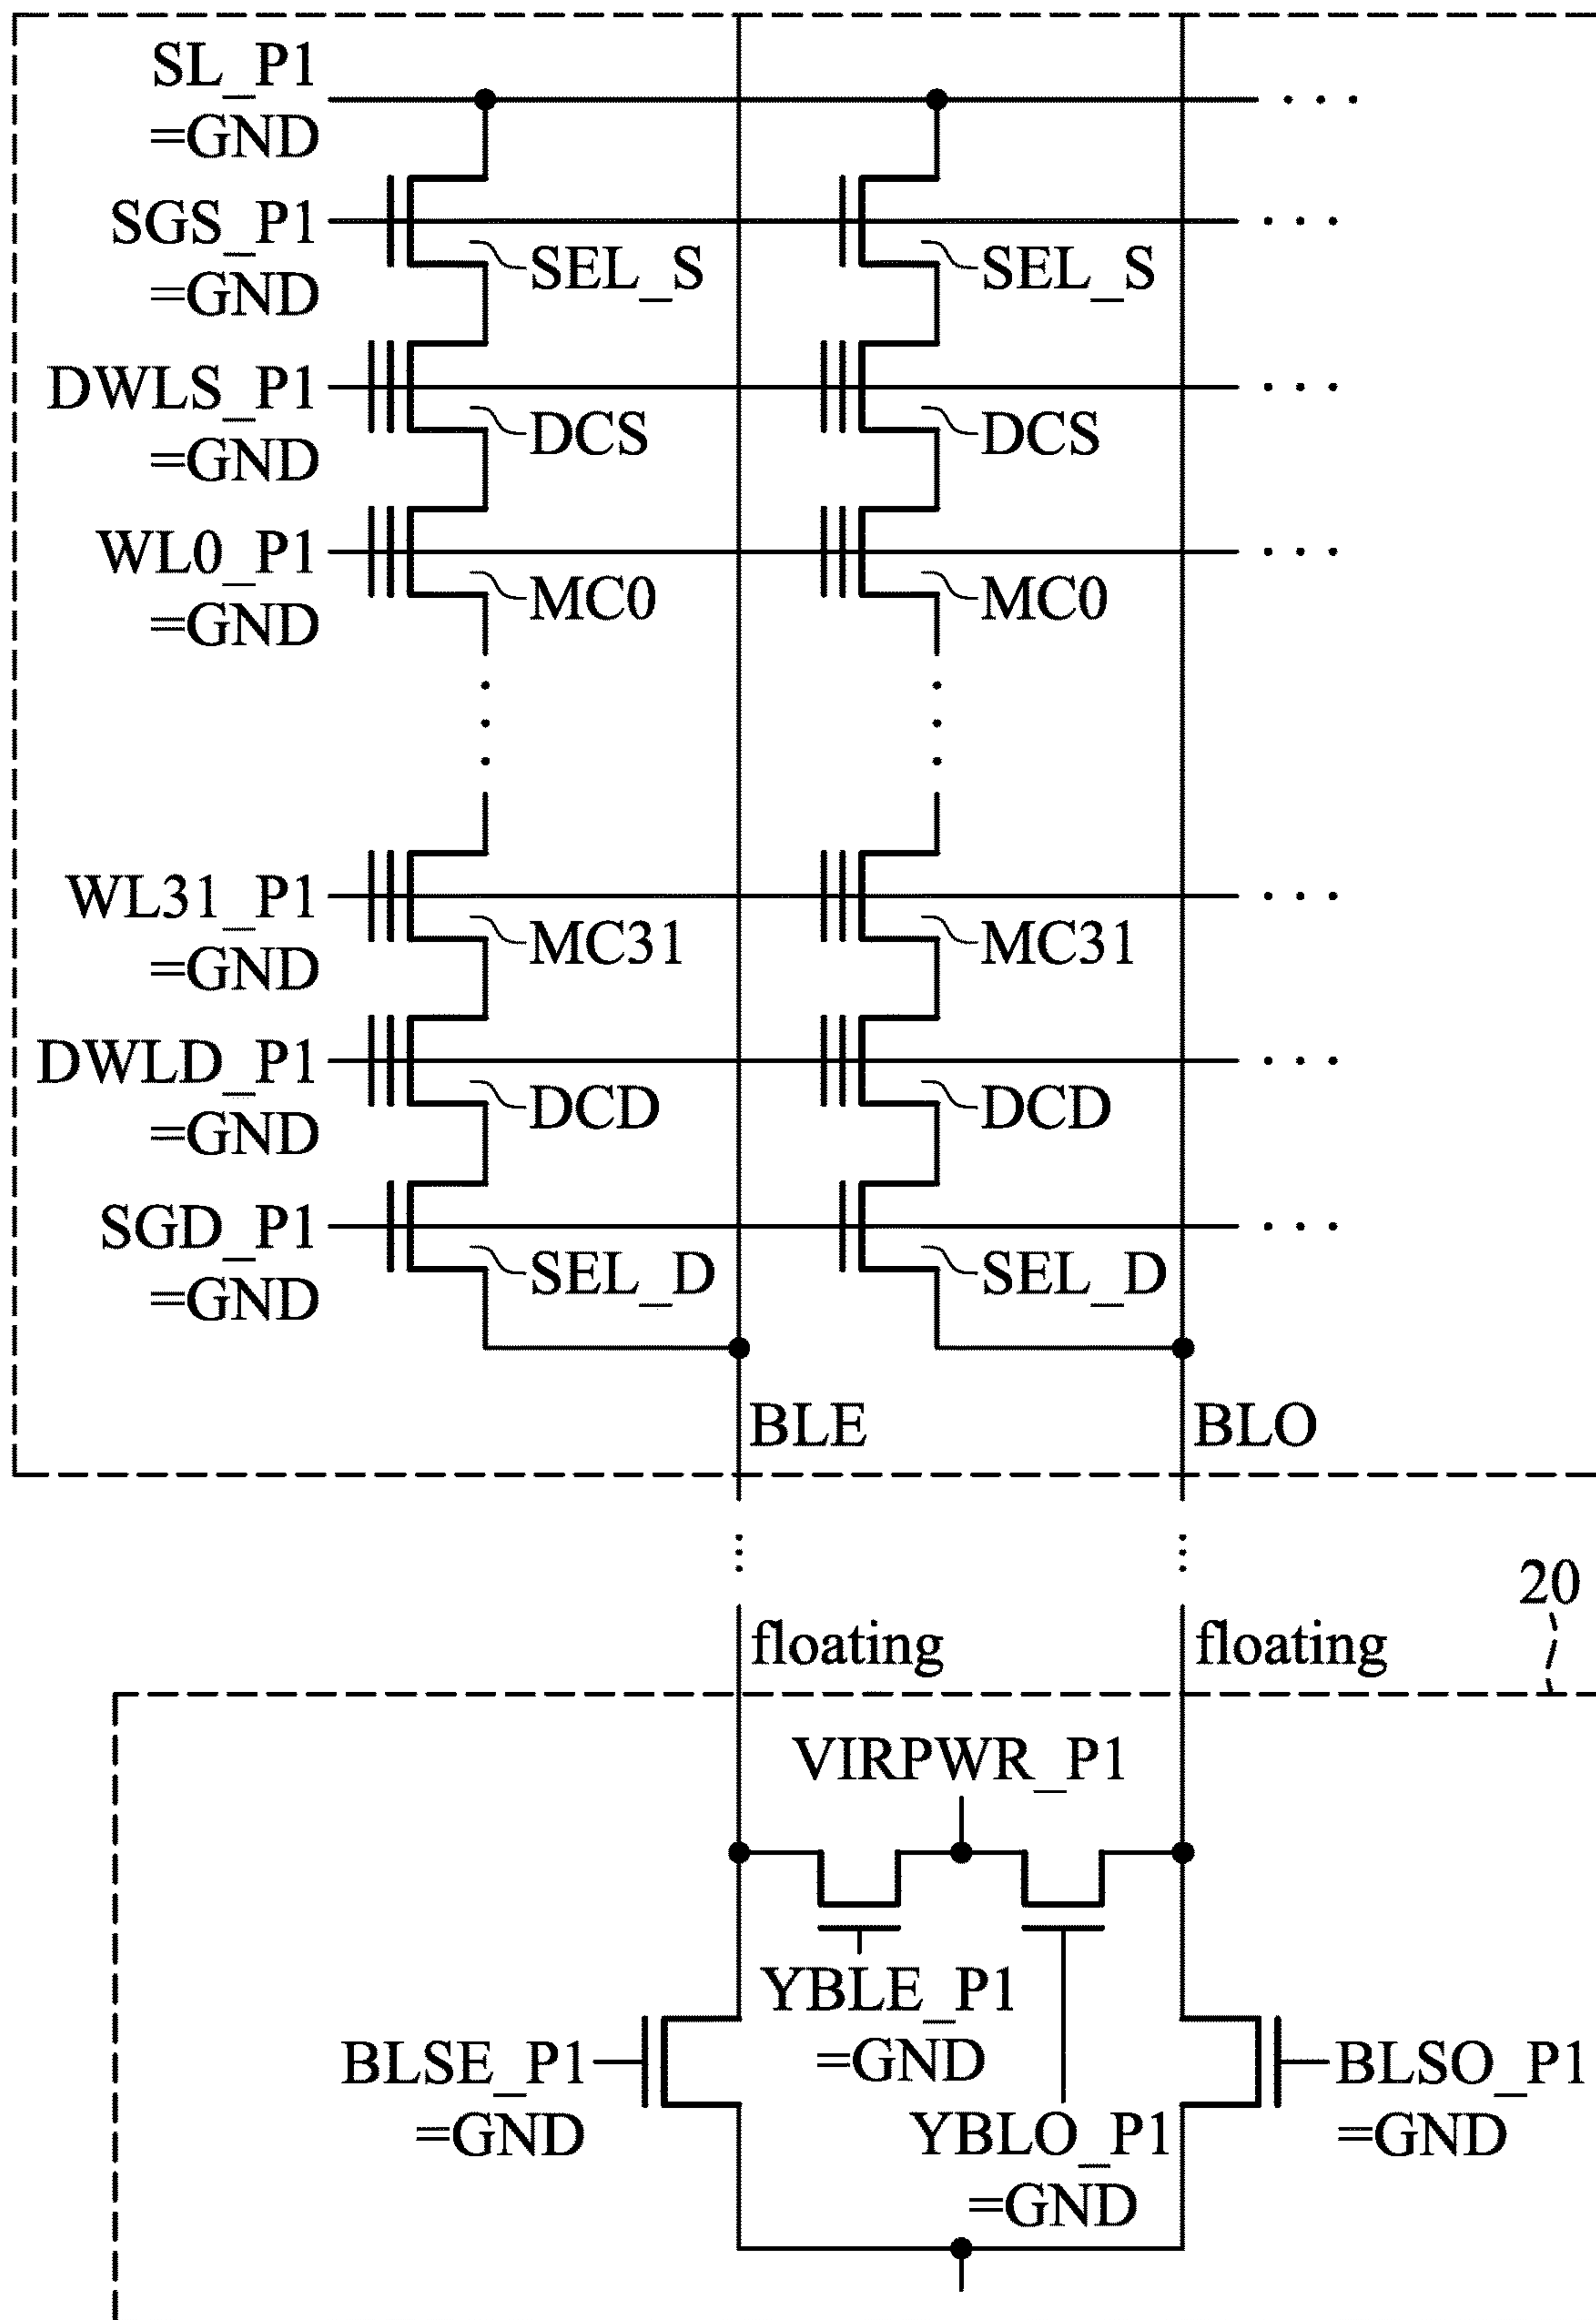 SL_P1
=GND
SGS_P1
=GND
SEL_S
SEL_S
DWLS_P1
=GND
DCS
DCS
WL0_P1
=GND
MC0
MC0
WL31_P1
=GND
MC31
MC31
DWLD_P1
=GND
DCD
DCD
SGD_P1
=GND
SEL_D
SEL_D
BLE
BLO
20
floating
floating
VIRPWR_P1
YBLE_P1
=GND
BLSE_P1
=GND
BLSO_P1
=GND
YBLO_P1
=GND